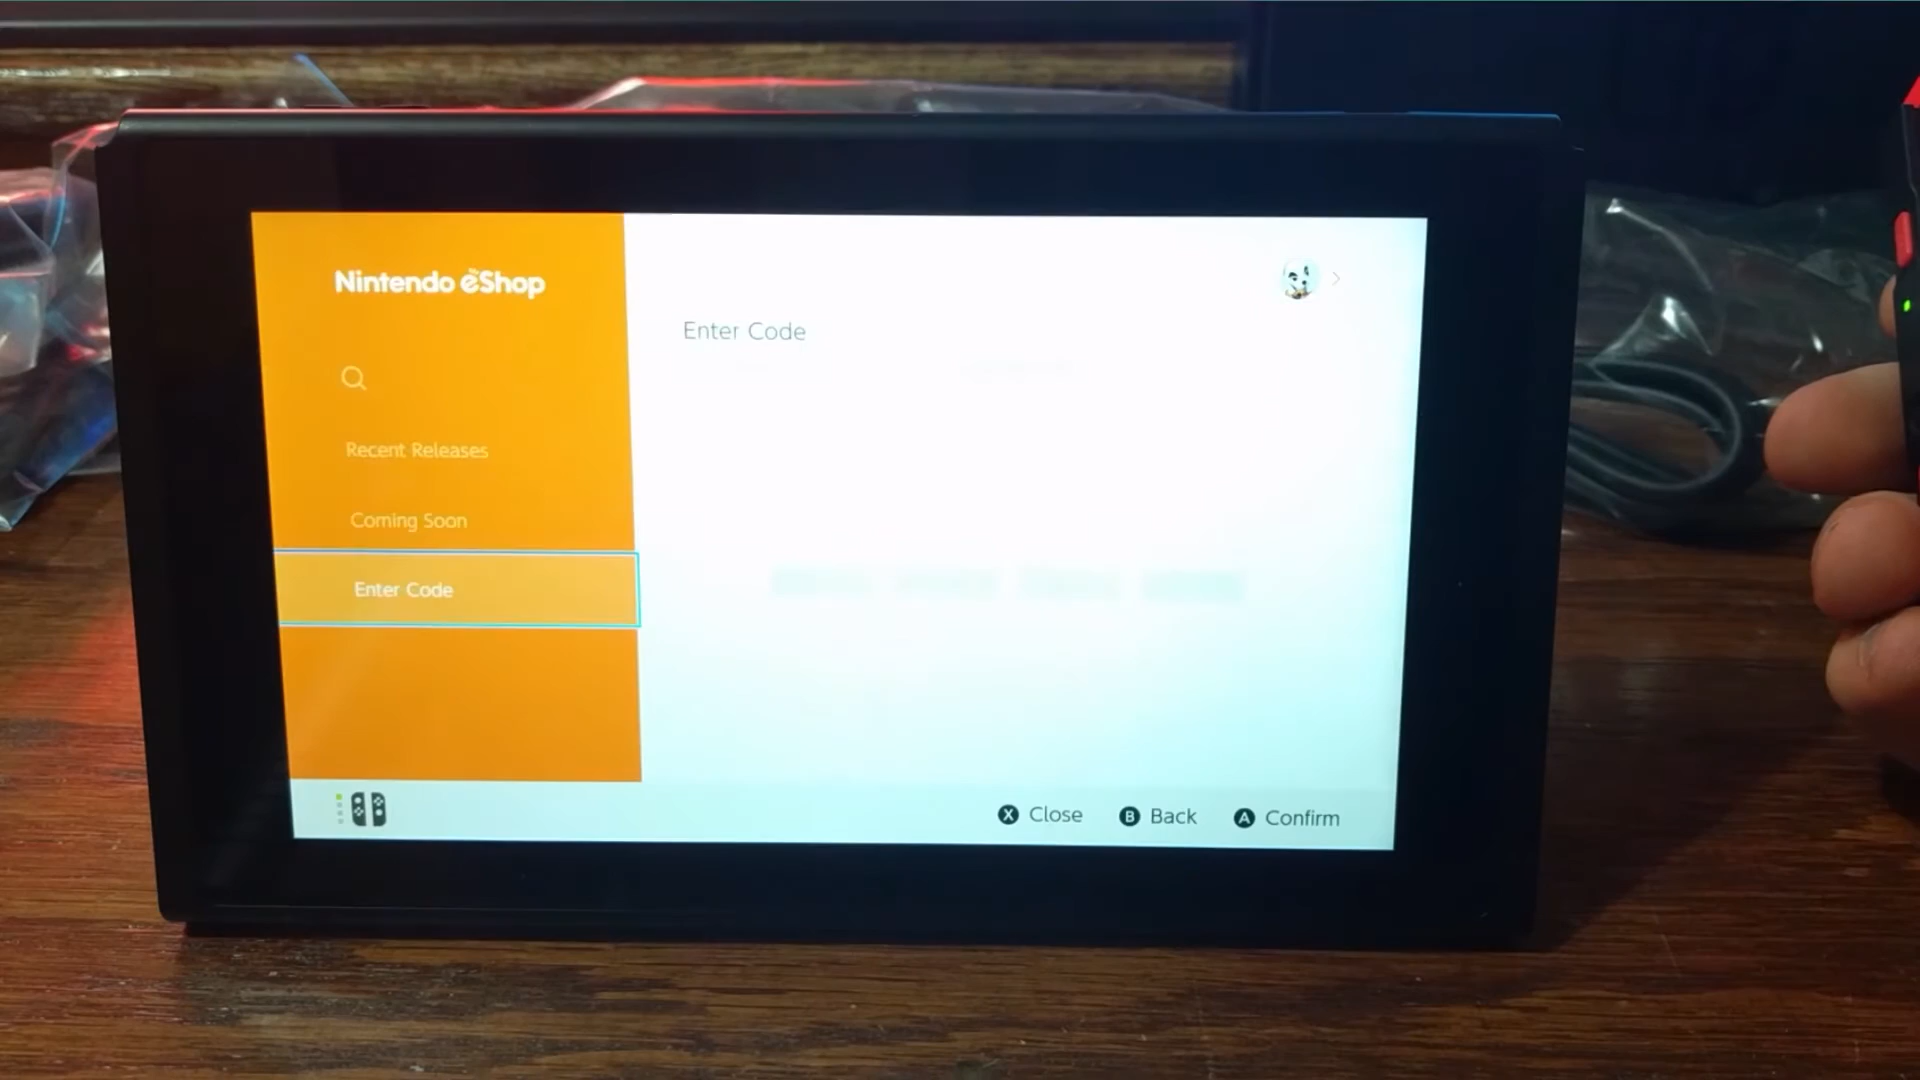 Nintendo eShop
Recent Releases
Coming Soon
Enter Code
Enter Code
X Close B Back A Confirm